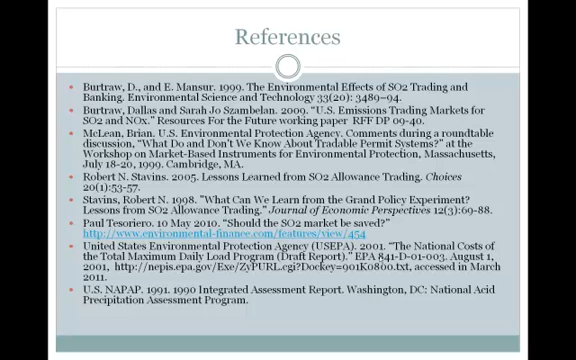 References
Burtraw, D., and E. Mansur. 1999. The Environmental Effects of SO2 Trading and
Banking. Environmental Science and Technology 33(20): 3489–94.
Burtraw, Dallas and Sarah Jo Szambelan. 2009. “U.S. Emissions Trading Markets for
SO2 and NOx.” Resources For the Future working paper RFF DP 09-40.
McLean, Brian. U.S. Environmental Protection Agency. Comments during a roundtable
discussion, “What Do and Don’t We Know About Tradable Permit Systems?” at
the Workshop on Market-Based Instruments for Environmental Protection, Massachusetts,
July 18-20, 1999. Cambridge, MA.
Robert N. Stavins. 2005. Lessons Learned from SO2 Allowance Trading. Choices
20(1):53-57.
Stavins, Robert N. 1998. "What Can We Learn from the Grand Policy Experiment?
Lessons from SO2 Allowance Trading." Journal of Economic Perspectives 12(3):69-88.
Paul Tesoriero. 10 May 2010. “Should the SO2 market be saved?”
http://www.environmental-finance.com/features/view/454
United States Environmental Protection Agency (USEPA). 2001. “The National Costs of
the Total Maximum Daily Load Program (Draft Report).” EPA 841-D-01-003. August 1,
2001, http://nepis.epa.gov/Exe/ZyPURL.cgi?Dockey=901K0800.txt, accessed in March
2011.
U.S. NAPAP. 1991. 1990 Integrated Assessment Report. Washington, DC: National Acid
Precipitation Assessment Program.